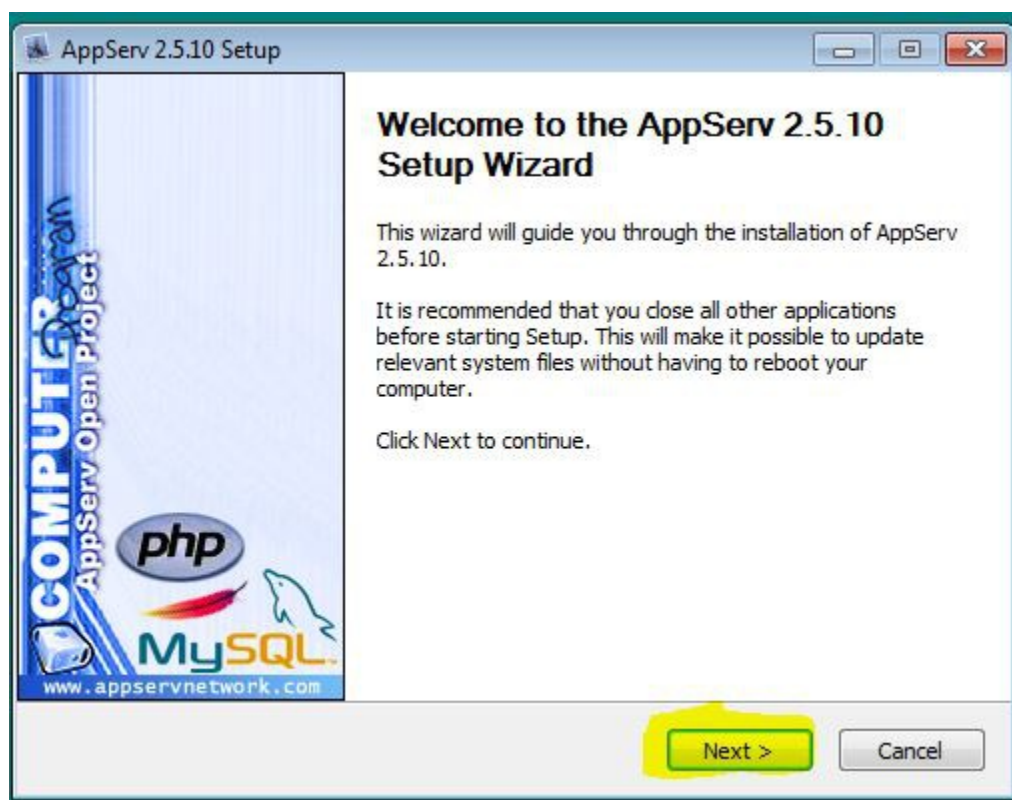 AppServ 2.5.10 Setup
Welcome to the AppServ 2.5.10
Setup Wizard
This wizard will guide you through the installation of AppServ
2.5.10.
It is recommended that you close all other applications
before starting Setup. This will make it possible to update
relevant system files without having to reboot your
computer.
Click Next to continue.
COMPUTER
Program
AppServ Open Project
php
MySQL
www.appservnetwork.com
Next >
Cancel